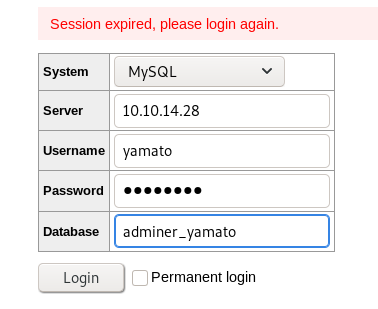 Session expired, please login again.
System MySQL
Server 10.10.14.28
Username yamato
Password ●●●●●●●●
Database adminer_yamato
Login Permanent login